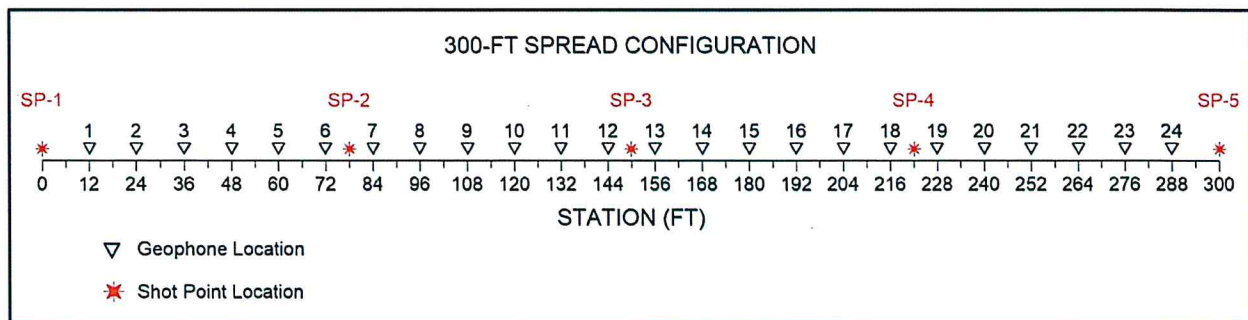 300-FT SPREAD CONFIGURATION
SP-1 SP-2 SP-3 SP-4 SP-5
1 2 3 4 5 6 7 8 9 10 11 12 13 14 15 16 17 18 19 20 21 22 23 24
0 12 24 36 48 60 72 84 96 108 120 132 144 156 168 180 192 204 216 228 240 252 264 276 288 300
STATION (FT)
Geophone Location
Shot Point Location